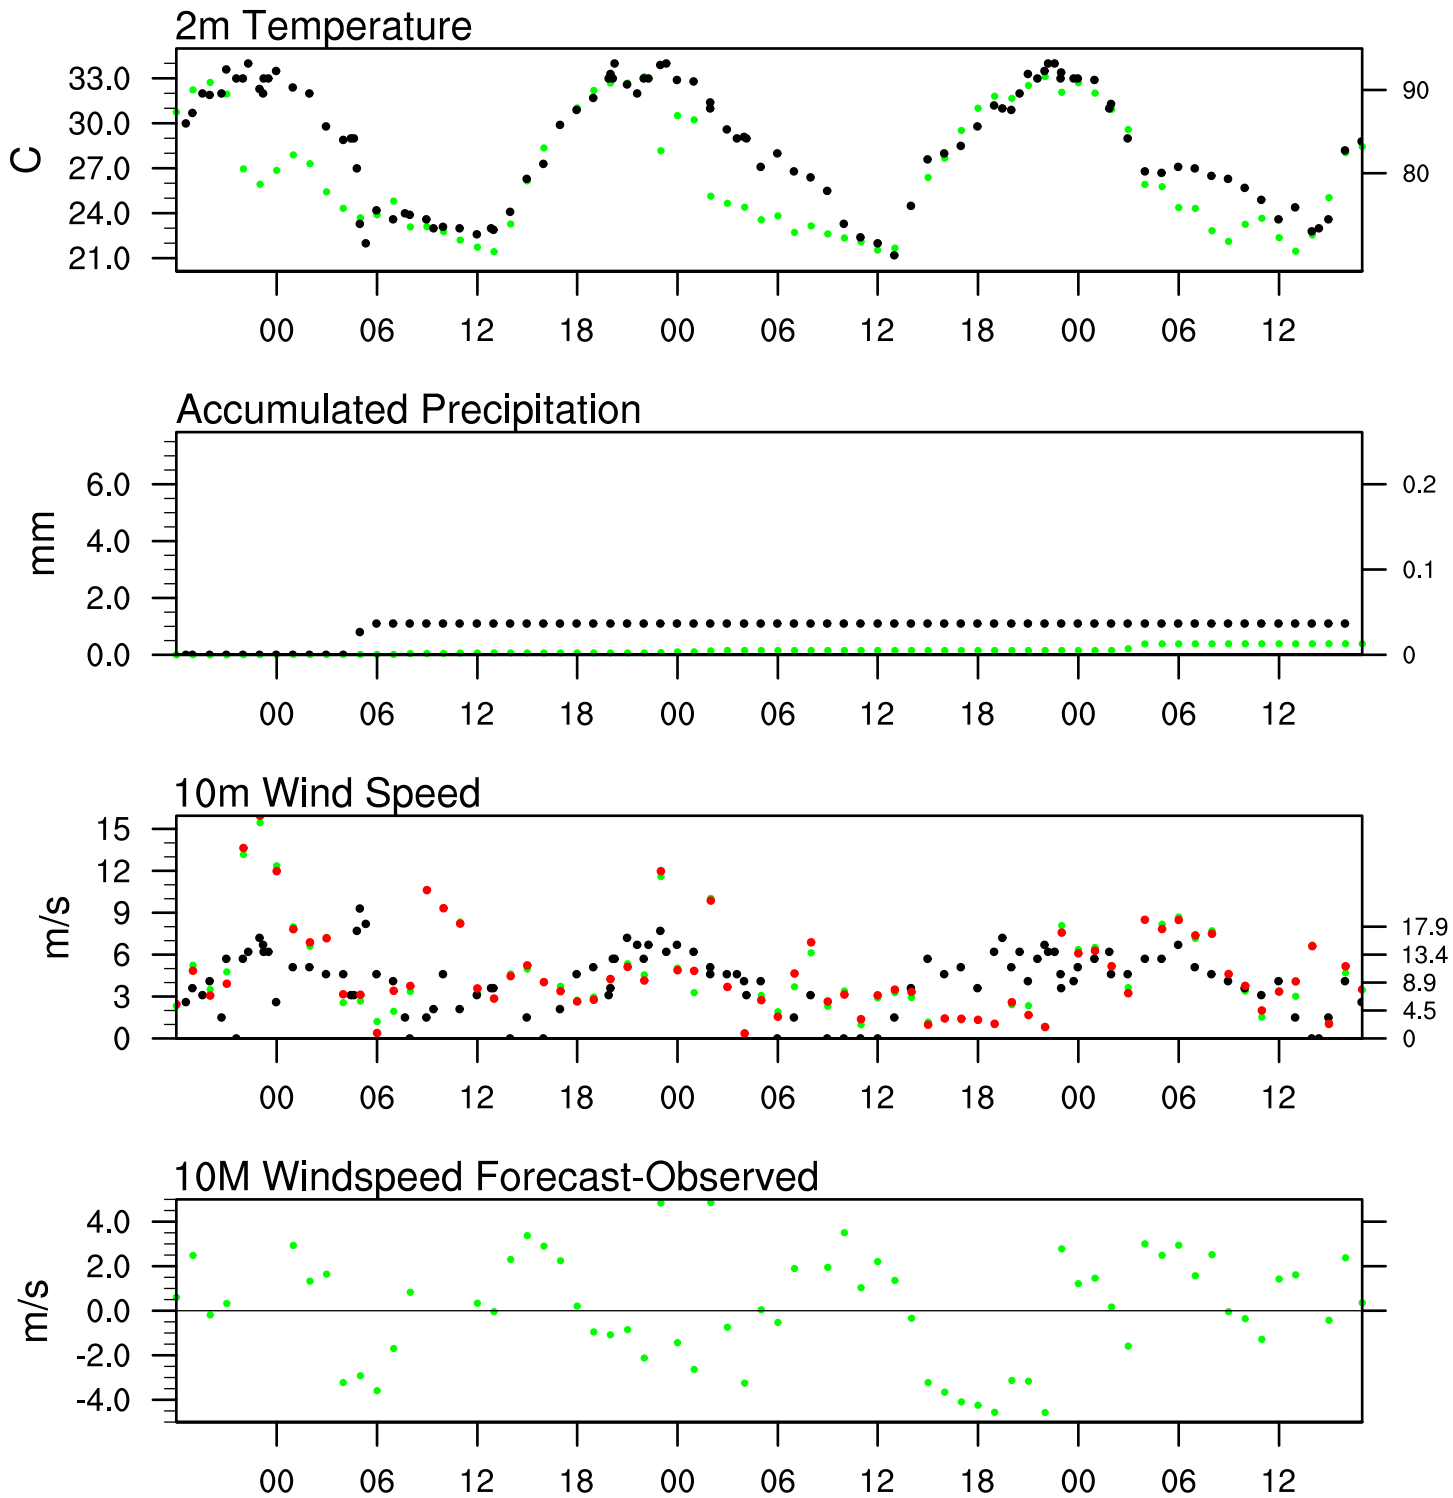 2m Temperature
33.0
30.0
27.0
24.0
21.0
C
90
80
00 06 12 18 00 06 12 18 00 06 12
Accumulated Precipitation
6.0
4.0
2.0
0.0
mm
0.2
0.1
0
00 06 12 18 00 06 12 18 00 06 12
10m Wind Speed
15
12
9
6
3
0
m/s
17.9
13.4
8.9
4.5
0
00 06 12 18 00 06 12 18 00 06 12
10M Windspeed Forecast-Observed
4.0
2.0
0.0
-2.0
-4.0
m/s
00 06 12 18 00 06 12 18 00 06 12